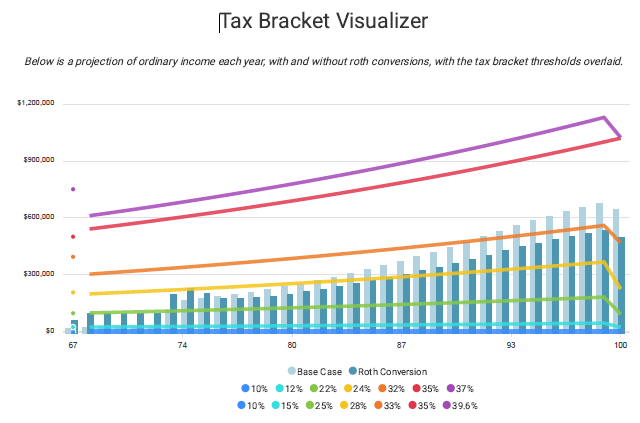 Tax Bracket Visualizer
Below is a projection of ordinary income each year, with and without roth conversions, with the tax bracket thresholds overlaid.
$1,200,000
$900,000
$600,000
$300,000
$0
67 74 80 87 93 100
Base Case Roth Conversion
10% 12% 22% 24% 32% 35% 37%
10% 15% 25% 28% 33% 35% 39.6%